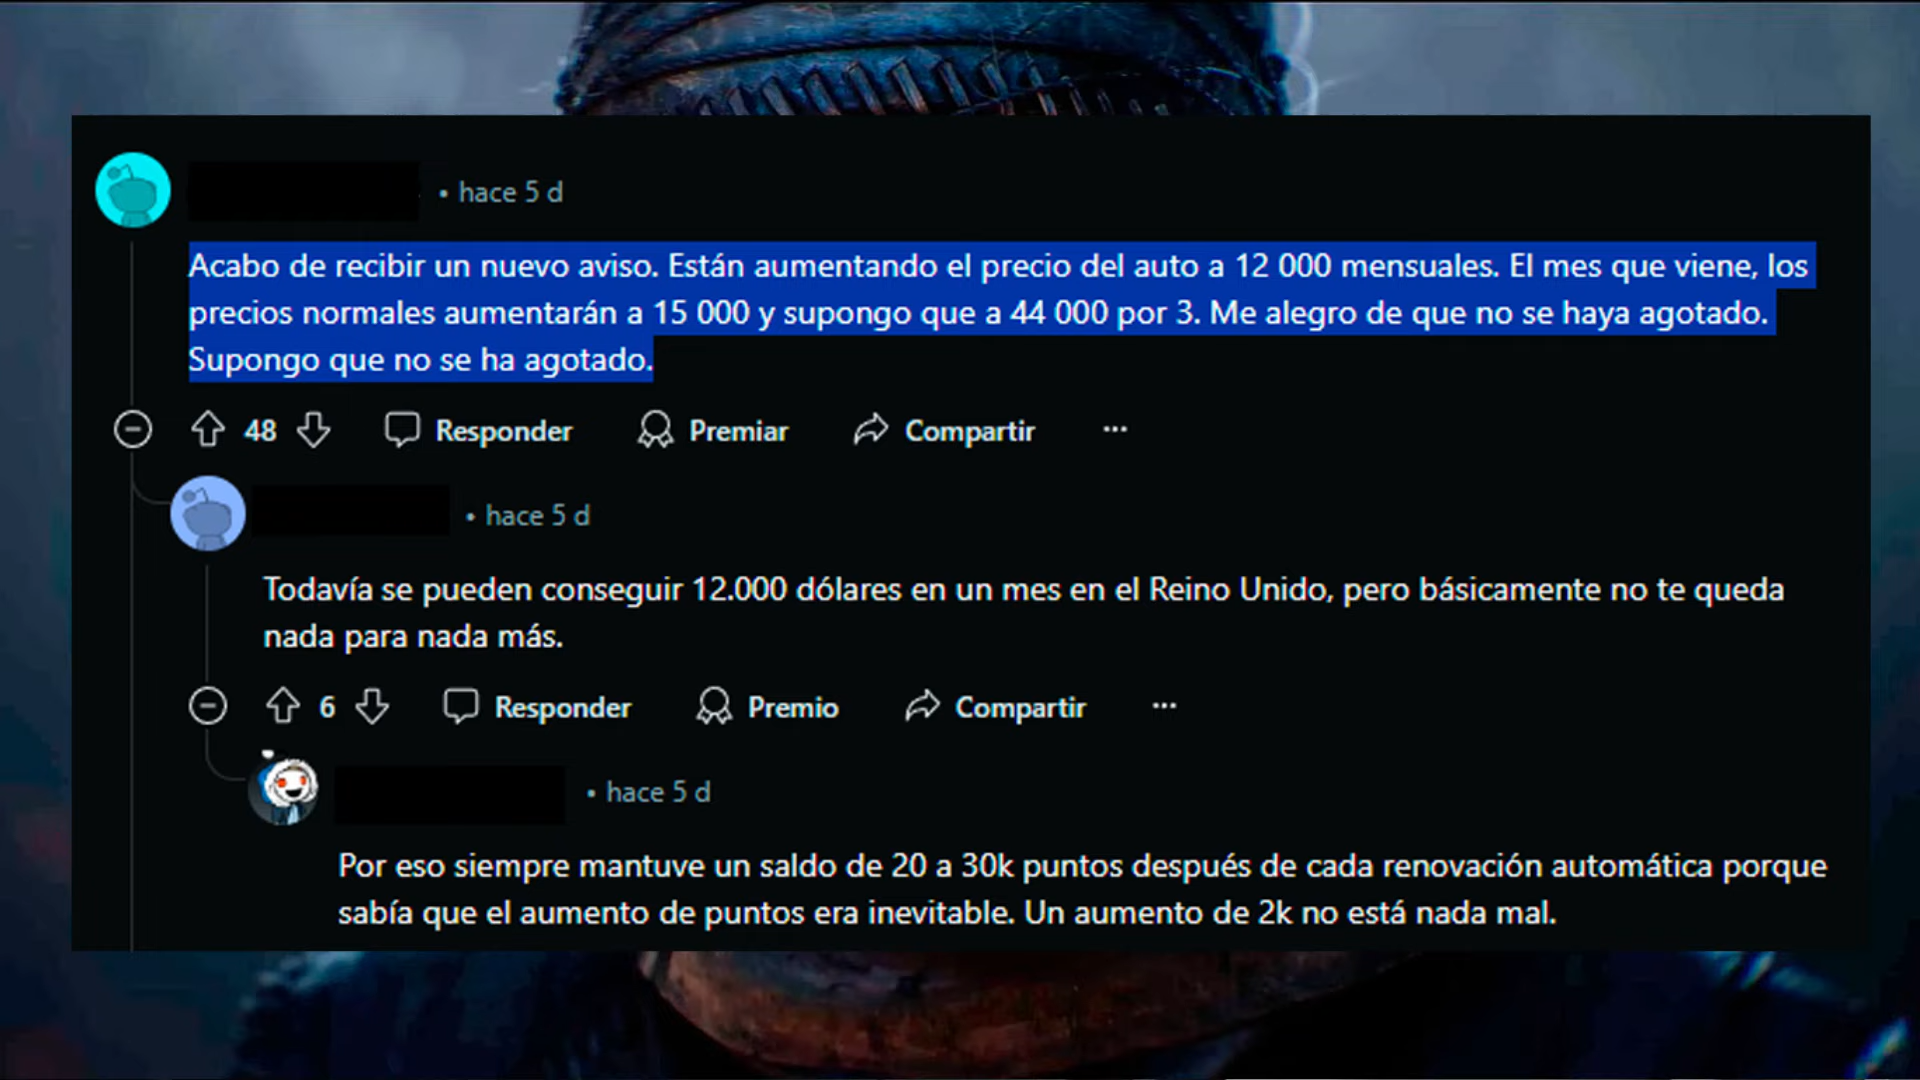 • hace 5 d
Acabo de recibir un nuevo aviso. Están aumentando el precio del auto a 12 000 mensuales. El mes que viene, los
precios normales aumentarán a 15 000 y supongo que a 44 000 por 3. Me alegro de que no se haya agotado.
Supongo que no se ha agotado.
48 Responder Premiar Compartir ...
• hace 5 d
Todavía se pueden conseguir 12.000 dólares en un mes en el Reino Unido, pero básicamente no te queda
nada para nada más.
6 Responder Premio Compartir ...
• hace 5 d
Por eso siempre mantuve un saldo de 20 a 30k puntos después de cada renovación automática porque
sabía que el aumento de puntos era inevitable. Un aumento de 2k no está nada mal.